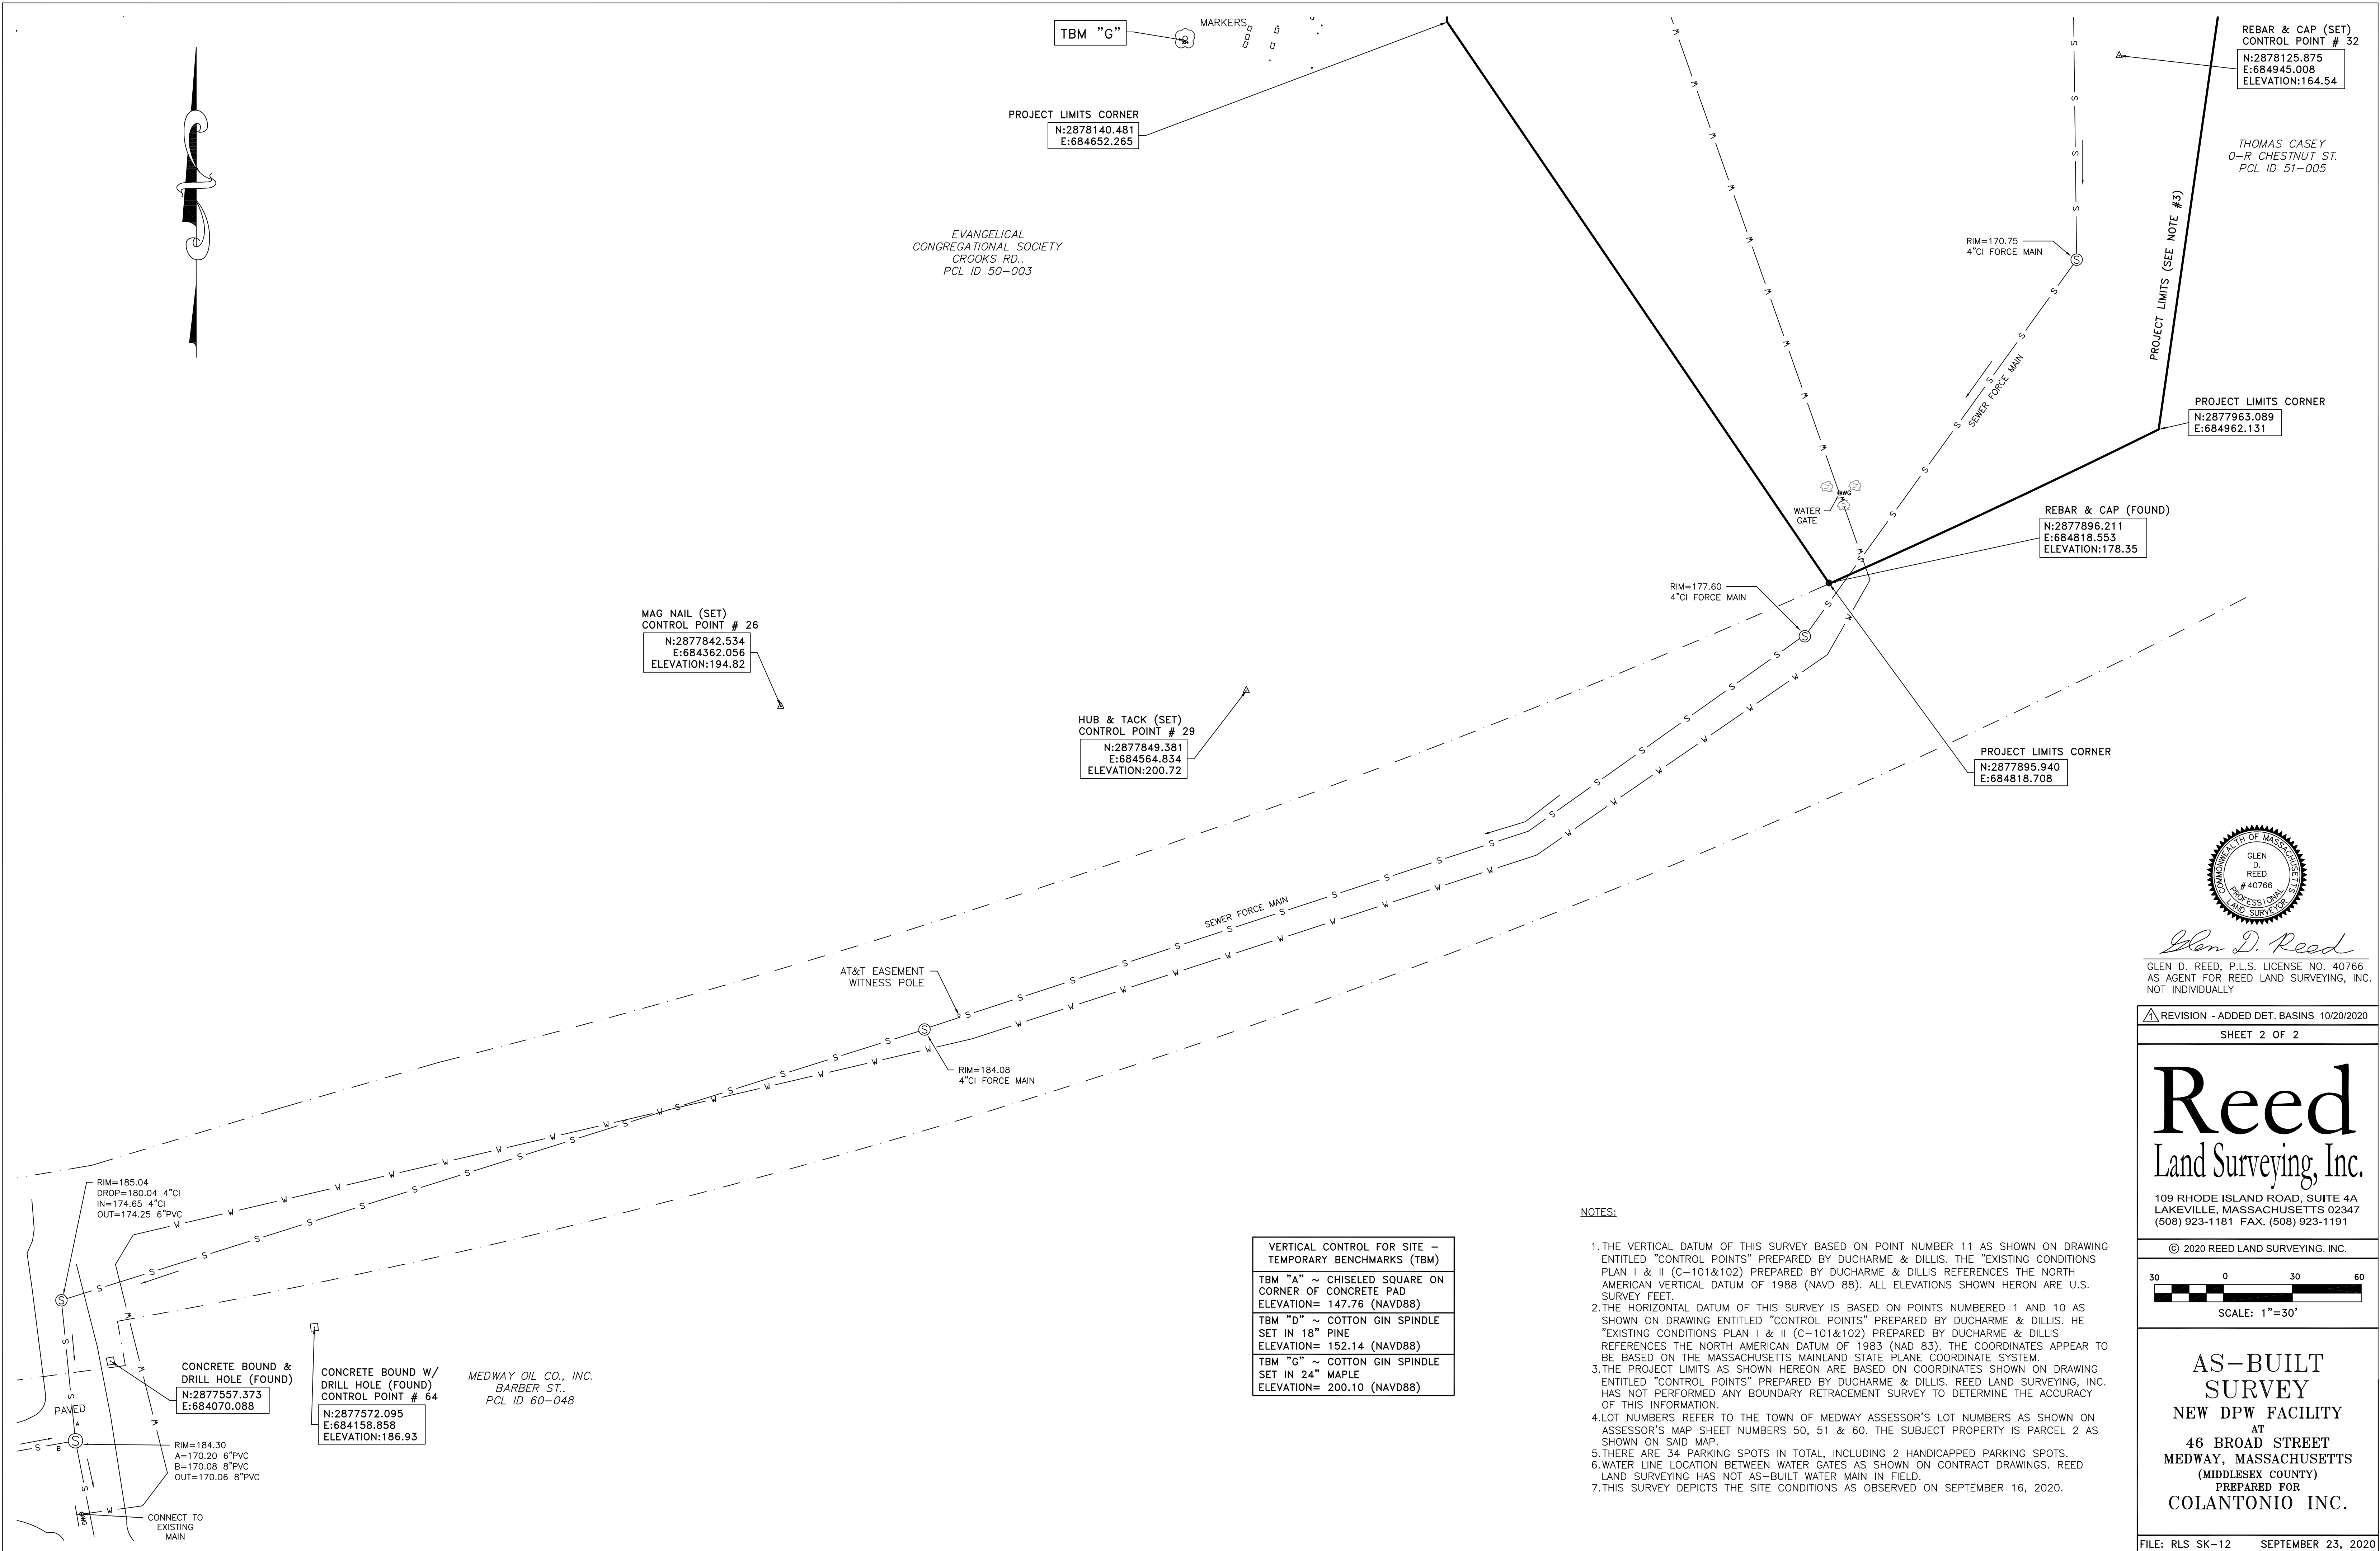 TBM "G"
MARKERS
REBAR & CAP (SET)
CONTROL POINT # 32
N:2878125.875
E:684945.008
ELEVATION:164.54
PROJECT LIMITS CORNER
N:2878140.481
E:684652.265
THOMAS CASEY
0-R CHESTNUT ST.
PCL ID 51-005
EVANGELICAL
CONGREGATIONAL SOCIETY
CROOKS RD..
PCL ID 50-003
RIM=170.75
4"CI FORCE MAIN
PROJECT LIMITS (SEE NOTE #3)
SEWER FORCE MAIN
PROJECT LIMITS CORNER
N:2877963.089
E:684962.131
WG
WATER
GATE
REBAR & CAP (FOUND)
N:2877896.211
E:684818.553
ELEVATION:178.35
RIM=177.60
4"CI FORCE MAIN
MAG NAIL (SET)
CONTROL POINT # 26
N:2877842.534
E:684362.056
ELEVATION:194.82
HUB & TACK (SET)
CONTROL POINT # 29
N:2877849.381
E:684564.834
ELEVATION:200.72
PROJECT LIMITS CORNER
N:2877895.940
E:684818.708
SEWER FORCE MAIN
AT&T EASEMENT
WITNESS POLE
RIM=184.08
4"CI FORCE MAIN
RIM=185.04
DROP=180.04 4"CI
IN=174.65 4"CI
OUT=174.25 6"PVC
CONCRETE BOUND &
DRILL HOLE (FOUND)
N:2877557.373
E:684070.088
CONCRETE BOUND W/
DRILL HOLE (FOUND)
CONTROL POINT # 64
N:2877572.095
E:684158.858
ELEVATION:186.93
MEDWAY OIL CO., INC.
BARBER ST..
PCL ID 60-048
PAVED
A
B
RIM=184.30
A=170.20 6"PVC
B=170.08 8"PVC
OUT=170.06 8"PVC
WG
CONNECT TO
EXISTING
MAIN
VERTICAL CONTROL FOR SITE -
TEMPORARY BENCHMARKS (TBM)
TBM "A" ~ CHISELED SQUARE ON
CORNER OF CONCRETE PAD
ELEVATION= 147.76 (NAVD88)
TBM "D" ~ COTTON GIN SPINDLE
SET IN 18" PINE
ELEVATION= 152.14 (NAVD88)
TBM "G" ~ COTTON GIN SPINDLE
SET IN 24" MAPLE
ELEVATION= 200.10 (NAVD88)
NOTES:
1. THE VERTICAL DATUM OF THIS SURVEY BASED ON POINT NUMBER 11 AS SHOWN ON DRAWING
ENTITLED "CONTROL POINTS" PREPARED BY DUCHARME & DILLIS. THE "EXISTING CONDITIONS
PLAN I & II (C-101&102) PREPARED BY DUCHARME & DILLIS REFERENCES THE NORTH
AMERICAN VERTICAL DATUM OF 1988 (NAVD 88). ALL ELEVATIONS SHOWN HERON ARE U.S.
SURVEY FEET.
2. THE HORIZONTAL DATUM OF THIS SURVEY IS BASED ON POINTS NUMBERED 1 AND 10 AS
SHOWN ON DRAWING ENTITLED "CONTROL POINTS" PREPARED BY DUCHARME & DILLIS. HE
"EXISTING CONDITIONS PLAN I & II (C-101&102) PREPARED BY DUCHARME & DILLIS
REFERENCES THE NORTH AMERICAN DATUM OF 1983 (NAD 83). THE COORDINATES APPEAR TO
BE BASED ON THE MASSACHUSETTS MAINLAND STATE PLANE COORDINATE SYSTEM.
3. THE PROJECT LIMITS AS SHOWN HEREON ARE BASED ON COORDINATES SHOWN ON DRAWING
ENTITLED "CONTROL POINTS" PREPARED BY DUCHARME & DILLIS. REED LAND SURVEYING, INC.
HAS NOT PERFORMED ANY BOUNDARY RETRACEMENT SURVEY TO DETERMINE THE ACCURACY
OF THIS INFORMATION.
4. LOT NUMBERS REFER TO THE TOWN OF MEDWAY ASSESSOR'S LOT NUMBERS AS SHOWN ON
ASSESSOR'S MAP SHEET NUMBERS 50, 51 & 60. THE SUBJECT PROPERTY IS PARCEL 2 AS
SHOWN ON SAID MAP.
5. THERE ARE 34 PARKING SPOTS IN TOTAL, INCLUDING 2 HANDICAPPED PARKING SPOTS.
6. WATER LINE LOCATION BETWEEN WATER GATES AS SHOWN ON CONTRACT DRAWINGS. REED
LAND SURVEYING HAS NOT AS-BUILT WATER MAIN IN FIELD.
7. THIS SURVEY DEPICTS THE SITE CONDITIONS AS OBSERVED ON SEPTEMBER 16, 2020.
COMMONWEALTH OF MASSACHUSETTS
GLEN
D.
REED
# 40766
PROFESSIONAL
LAND SURVEYOR
Glen D. Reed
GLEN D. REED, P.L.S. LICENSE NO. 40766
AS AGENT FOR REED LAND SURVEYING, INC.
NOT INDIVIDUALLY
1 REVISION - ADDED DET. BASINS 10/20/2020
SHEET 2 OF 2
Reed
Land Surveying, Inc.
109 RHODE ISLAND ROAD, SUITE 4A
LAKEVILLE, MASSACHUSETTS 02347
(508) 923-1181 FAX. (508) 923-1191
© 2020 REED LAND SURVEYING, INC.
30 0 30 60
SCALE: 1"=30'
AS-BUILT
SURVEY
NEW DPW FACILITY
AT
46 BROAD STREET
MEDWAY, MASSACHUSETTS
(MIDDLESEX COUNTY)
PREPARED FOR
COLANTONIO INC.
FILE: RLS SK-12 SEPTEMBER 23, 2020